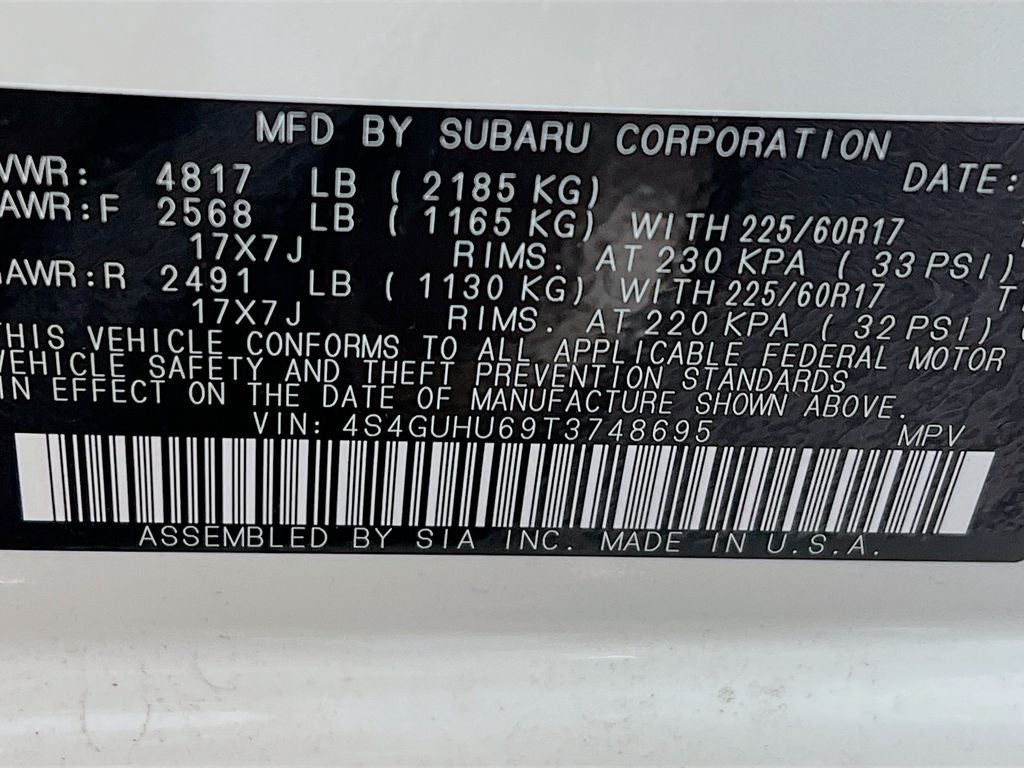 MFD BY SUBARU CORPORATION
VWR: 4817 LB ( 2185 KG) DATE:
AWR:F 2568 LB ( 1165 KG) WITH 225/60R17
17X7J RIMS. AT 230 KPA ( 33 PSI)
AWR:R 2491 LB ( 1130 KG) WITH 225/60R17 T
17X7J RIMS. AT 220 KPA ( 32 PSI)
THIS VEHICLE CONFORMS TO ALL APPLICABLE FEDERAL MOTOR
VEHICLE SAFETY AND THEFT PREVENTION STANDARDS
IN EFFECT ON THE DATE OF MANUFACTURE SHOWN ABOVE.
VIN: 4S4GUHU69T3748695 MPV
ASSEMBLED BY SIA INC. MADE IN U.S.A.